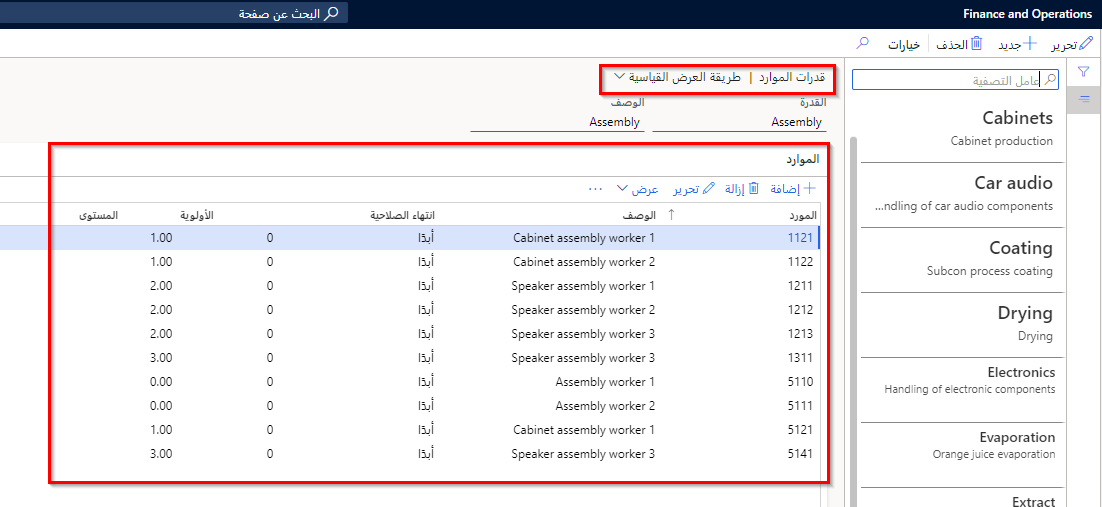 Finance and Operations
البحث عن صفحة
تحرير
جديد
الحذف
خيارات
عامل التصفية
Cabinets
Cabinet production
Car audio
...ndling of car audio components
Coating
Subcon process coating
Drying
Drying
Electronics
Handling of electronic components
Evaporation
Orange juice evaporation
Extract
قدرات الموارد | طريقة العرض القياسية
القدرة الوصف
Assembly Assembly
الموارد
إضافة إزالة تحرير عرض ...
المورد الوصف انتهاء الصلاحية الأولوية المستوى
1121 Cabinet assembly worker 1 أبدًا 0 1.00
1122 Cabinet assembly worker 2 أبدًا 0 1.00
1211 Speaker assembly worker 1 أبدًا 0 2.00
1212 Speaker assembly worker 2 أبدًا 0 2.00
1213 Speaker assembly worker 3 أبدًا 0 2.00
1311 Speaker assembly worker 3 أبدًا 0 3.00
5110 Assembly worker 1 أبدًا 0 0.00
5111 Assembly worker 2 أبدًا 0 0.00
5121 Cabinet assembly worker 1 أبدًا 0 1.00
5141 Speaker assembly worker 3 أبدًا 0 3.00